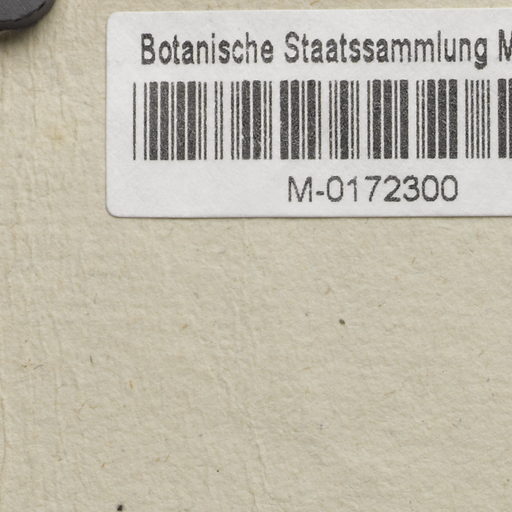 Botanische Staatssammlung M
M-0172300